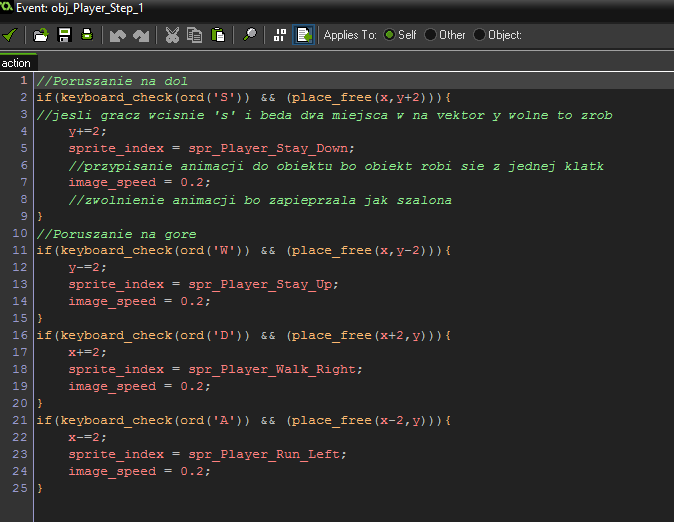 Event: obj_Player_Step_1
Applies To: Self Other Object:
action
1 //Poruszanie na dol
2 if(keyboard_check(ord('S')) && (place_free(x,y+2))){
3 //jesli gracz wcisnie 's' i beda dwa miejsca w na vektor y wolne to zrob
4 y+=2;
5 sprite_index = spr_Player_Stay_Down;
6 //przypisanie animacji do obiektu bo obiekt robi sie z jednej klatk
7 image_speed = 0.2;
8 //zwolnienie animacji bo zapieprzala jak szalona
9 }
10 //Poruszanie na gore
11 if(keyboard_check(ord('W')) && (place_free(x,y-2))){
12 y-=2;
13 sprite_index = spr_Player_Stay_Up;
14 image_speed = 0.2;
15 }
16 if(keyboard_check(ord('D')) && (place_free(x+2,y))){
17 x+=2;
18 sprite_index = spr_Player_Walk_Right;
19 image_speed = 0.2;
20 }
21 if(keyboard_check(ord('A')) && (place_free(x-2,y))){
22 x-=2;
23 sprite_index = spr_Player_Run_Left;
24 image_speed = 0.2;
25 }